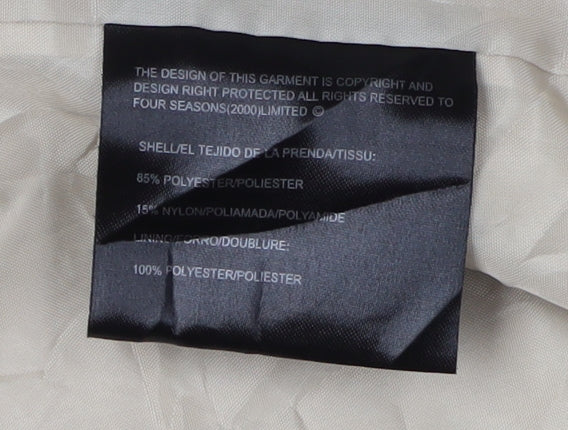 THE DESIGN OF THIS GARMENT IS COPYRIGHT AND
DESIGN RIGHT PROTECTED ALL RIGHTS RESERVED TO
FOUR SEASONS(2000)LIMITED ©
SHELL/EL TEJIDO DE LA PRENDA/TISSU:
85% POLYESTER/POLIESTER
15% NYLON/POLIAMADA/POLYAMIDE
LINING/FORRO/DOUBLURE:
100% POLYESTER/POLIESTER